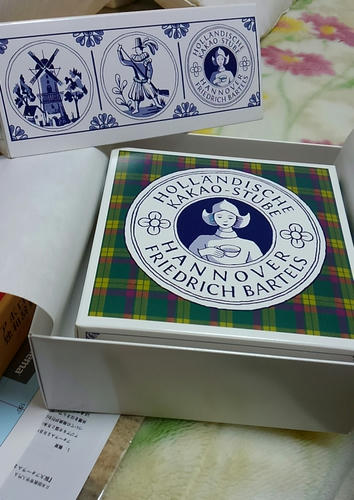 HOLLÄNDISCHE
KAKAO-STUBE
HANNOVER
FRIEDRICH BARTELS
HOLLÄNDISCHE
KAKAO-STUBE
HANNOVER
FRIEDRICH BARTELS